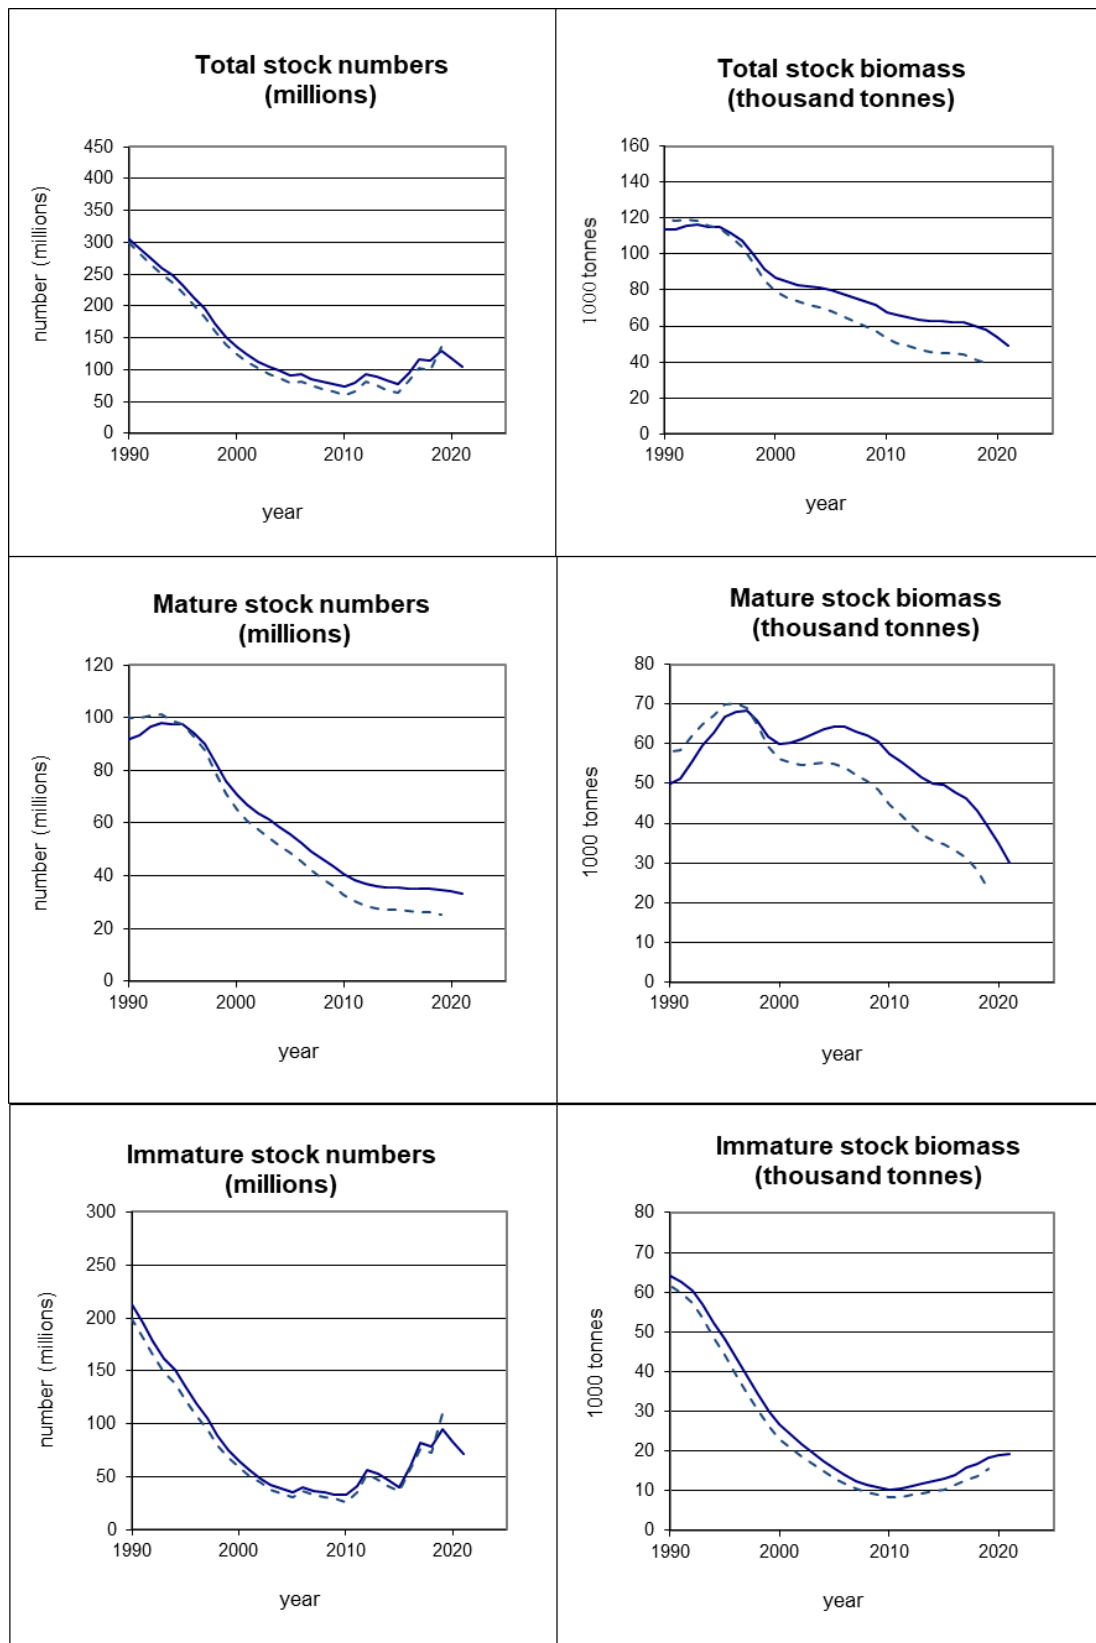 Total stock numbers
(millions)
number (millions)
450
400
350
300
250
200
150
100
50
0
1990 2000 2010 2020
year
Total stock biomass
(thousand tonnes)
1000 tonnes
160
140
120
100
80
60
40
20
0
1990 2000 2010 2020
year
Mature stock numbers
(millions)
number (millions)
120
100
80
60
40
20
0
1990 2000 2010 2020
year
Mature stock biomass
(thousand tonnes)
1000 tonnes
80
70
60
50
40
30
20
10
0
1990 2000 2010 2020
year
Immature stock numbers
(millions)
number (millions)
300
250
200
150
100
50
0
1990 2000 2010 2020
year
Immature stock biomass
(thousand tonnes)
1000 tonnes
80
70
60
50
40
30
20
10
0
1990 2000 2010 2020
year